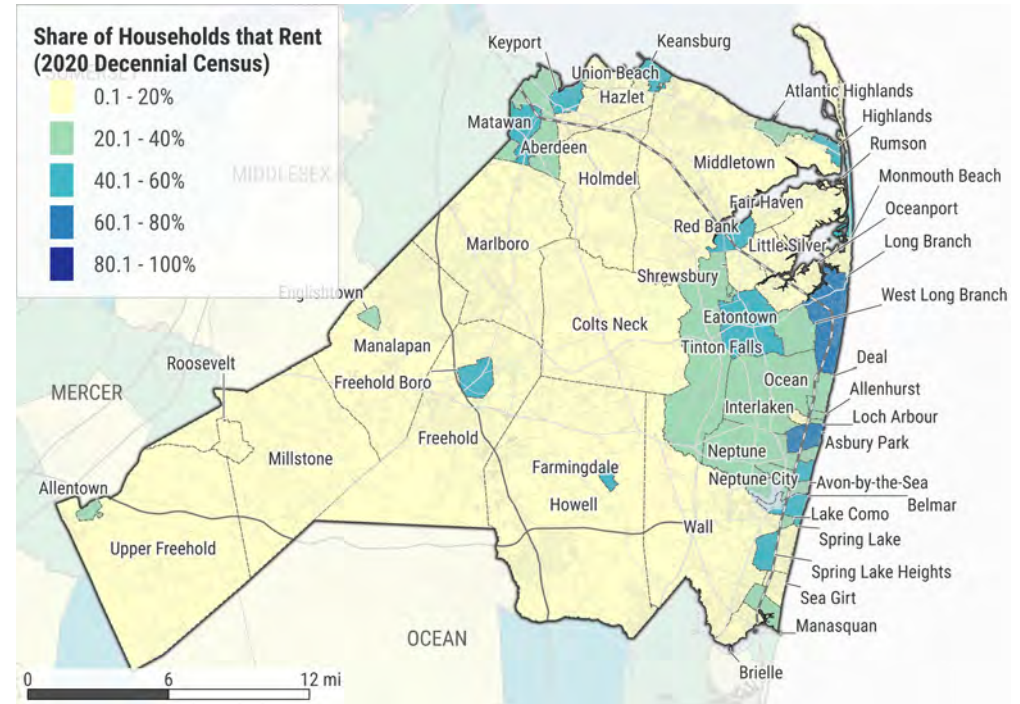 Share of Households that Rent
(2020 Decennial Census)
SOMERSET
0.1 - 20%
20.1 - 40%
40.1 - 60%
60.1 - 80%
80.1 - 100%
MIDDLESEX
Keyport
Keansburg
Union Beach
Hazlet
Atlantic Highlands
Highlands
Matawan
Aberdeen
Rumson
Middletown
Holmdel
Monmouth Beach
Fair Haven
Oceanport
Red Bank
Little Silver
Long Branch
Marlboro
Shrewsbury
West Long Branch
Englishtown
Eatontown
Colts Neck
Tinton Falls
Manalapan
Deal
Roosevelt
Freehold Boro
Ocean
Allenhurst
MERCER
Interlaken
Loch Arbour
Asbury Park
Freehold
Neptune
Millstone
Farmingdale
Neptune City
Avon-by-the-Sea
Allentown
Belmar
Howell
Lake Como
Wall
Spring Lake
Upper Freehold
Spring Lake Heights
Sea Girt
OCEAN
Manasquan
Brielle
0 6 12 mi